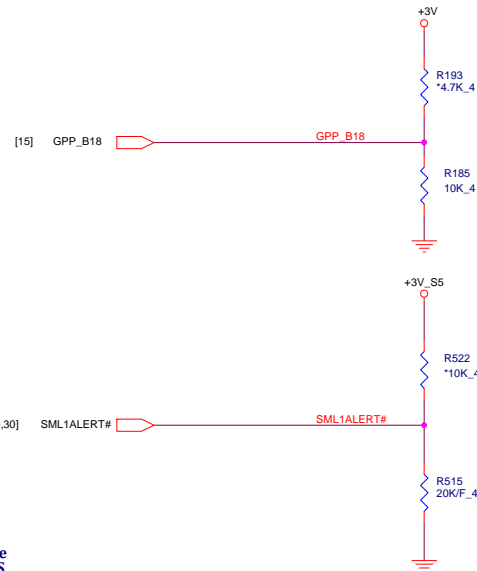 +3V
R193
*4.7K_4
[15] GPP_B18 GPP_B18
R185
10K_4
+3V_S5
R522
*10K_4
,30] SML1ALERT# SML1ALERT#
R515
20K/F_4
e
S